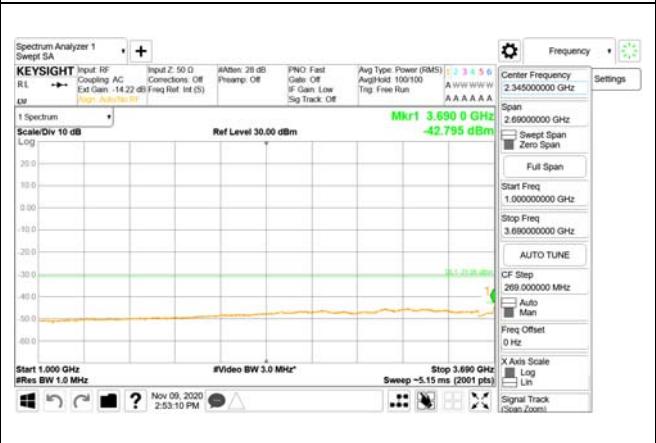 Spectrum Analyzer 1
Swept SA
Frequency
KEYSIGHT
RL
Input: RF
Coupling: AC
Ext Gain: -14.22 dB
Align: Auto/No RF
Input Z: 50 Ω
Corrections: Off
Freq Ref: Int (S)
#Atten: 28 dB
Preamp: Off
PNO: Fast
Gate: Off
IF Gain: Low
Sig Track: Off
Avg Type: Power (RMS)
Avg|Hold: 100/100
Trig: Free Run
1 2 3 4 5 6
A W W W W W
A A A A A A
1 Spectrum
Scale/Div 10 dB
Log
Ref Level 30.00 dBm
Mkr1 3.690 0 GHz
-42.795 dBm
20.0
10.0
0.00
-10.0
-20.0
-30.0
-40.0
-50.0
-60.0
1
Start 1.000 GHz
#Res BW 1.0 MHz
#Video BW 3.0 MHz*
Stop 3.690 GHz
Sweep ~5.15 ms (2001 pts)
Nov 09, 2020
2:53:10 PM
Center Frequency
2.345000000 GHz
Settings
Span
2.69000000 GHz
Swept Span
Zero Span
Full Span
Start Freq
1.000000000 GHz
Stop Freq
3.690000000 GHz
AUTO TUNE
CF Step
269.000000 MHz
Auto
Man
Freq Offset
0 Hz
X Axis Scale
Log
Lin
Signal Track
(Span Zoom)